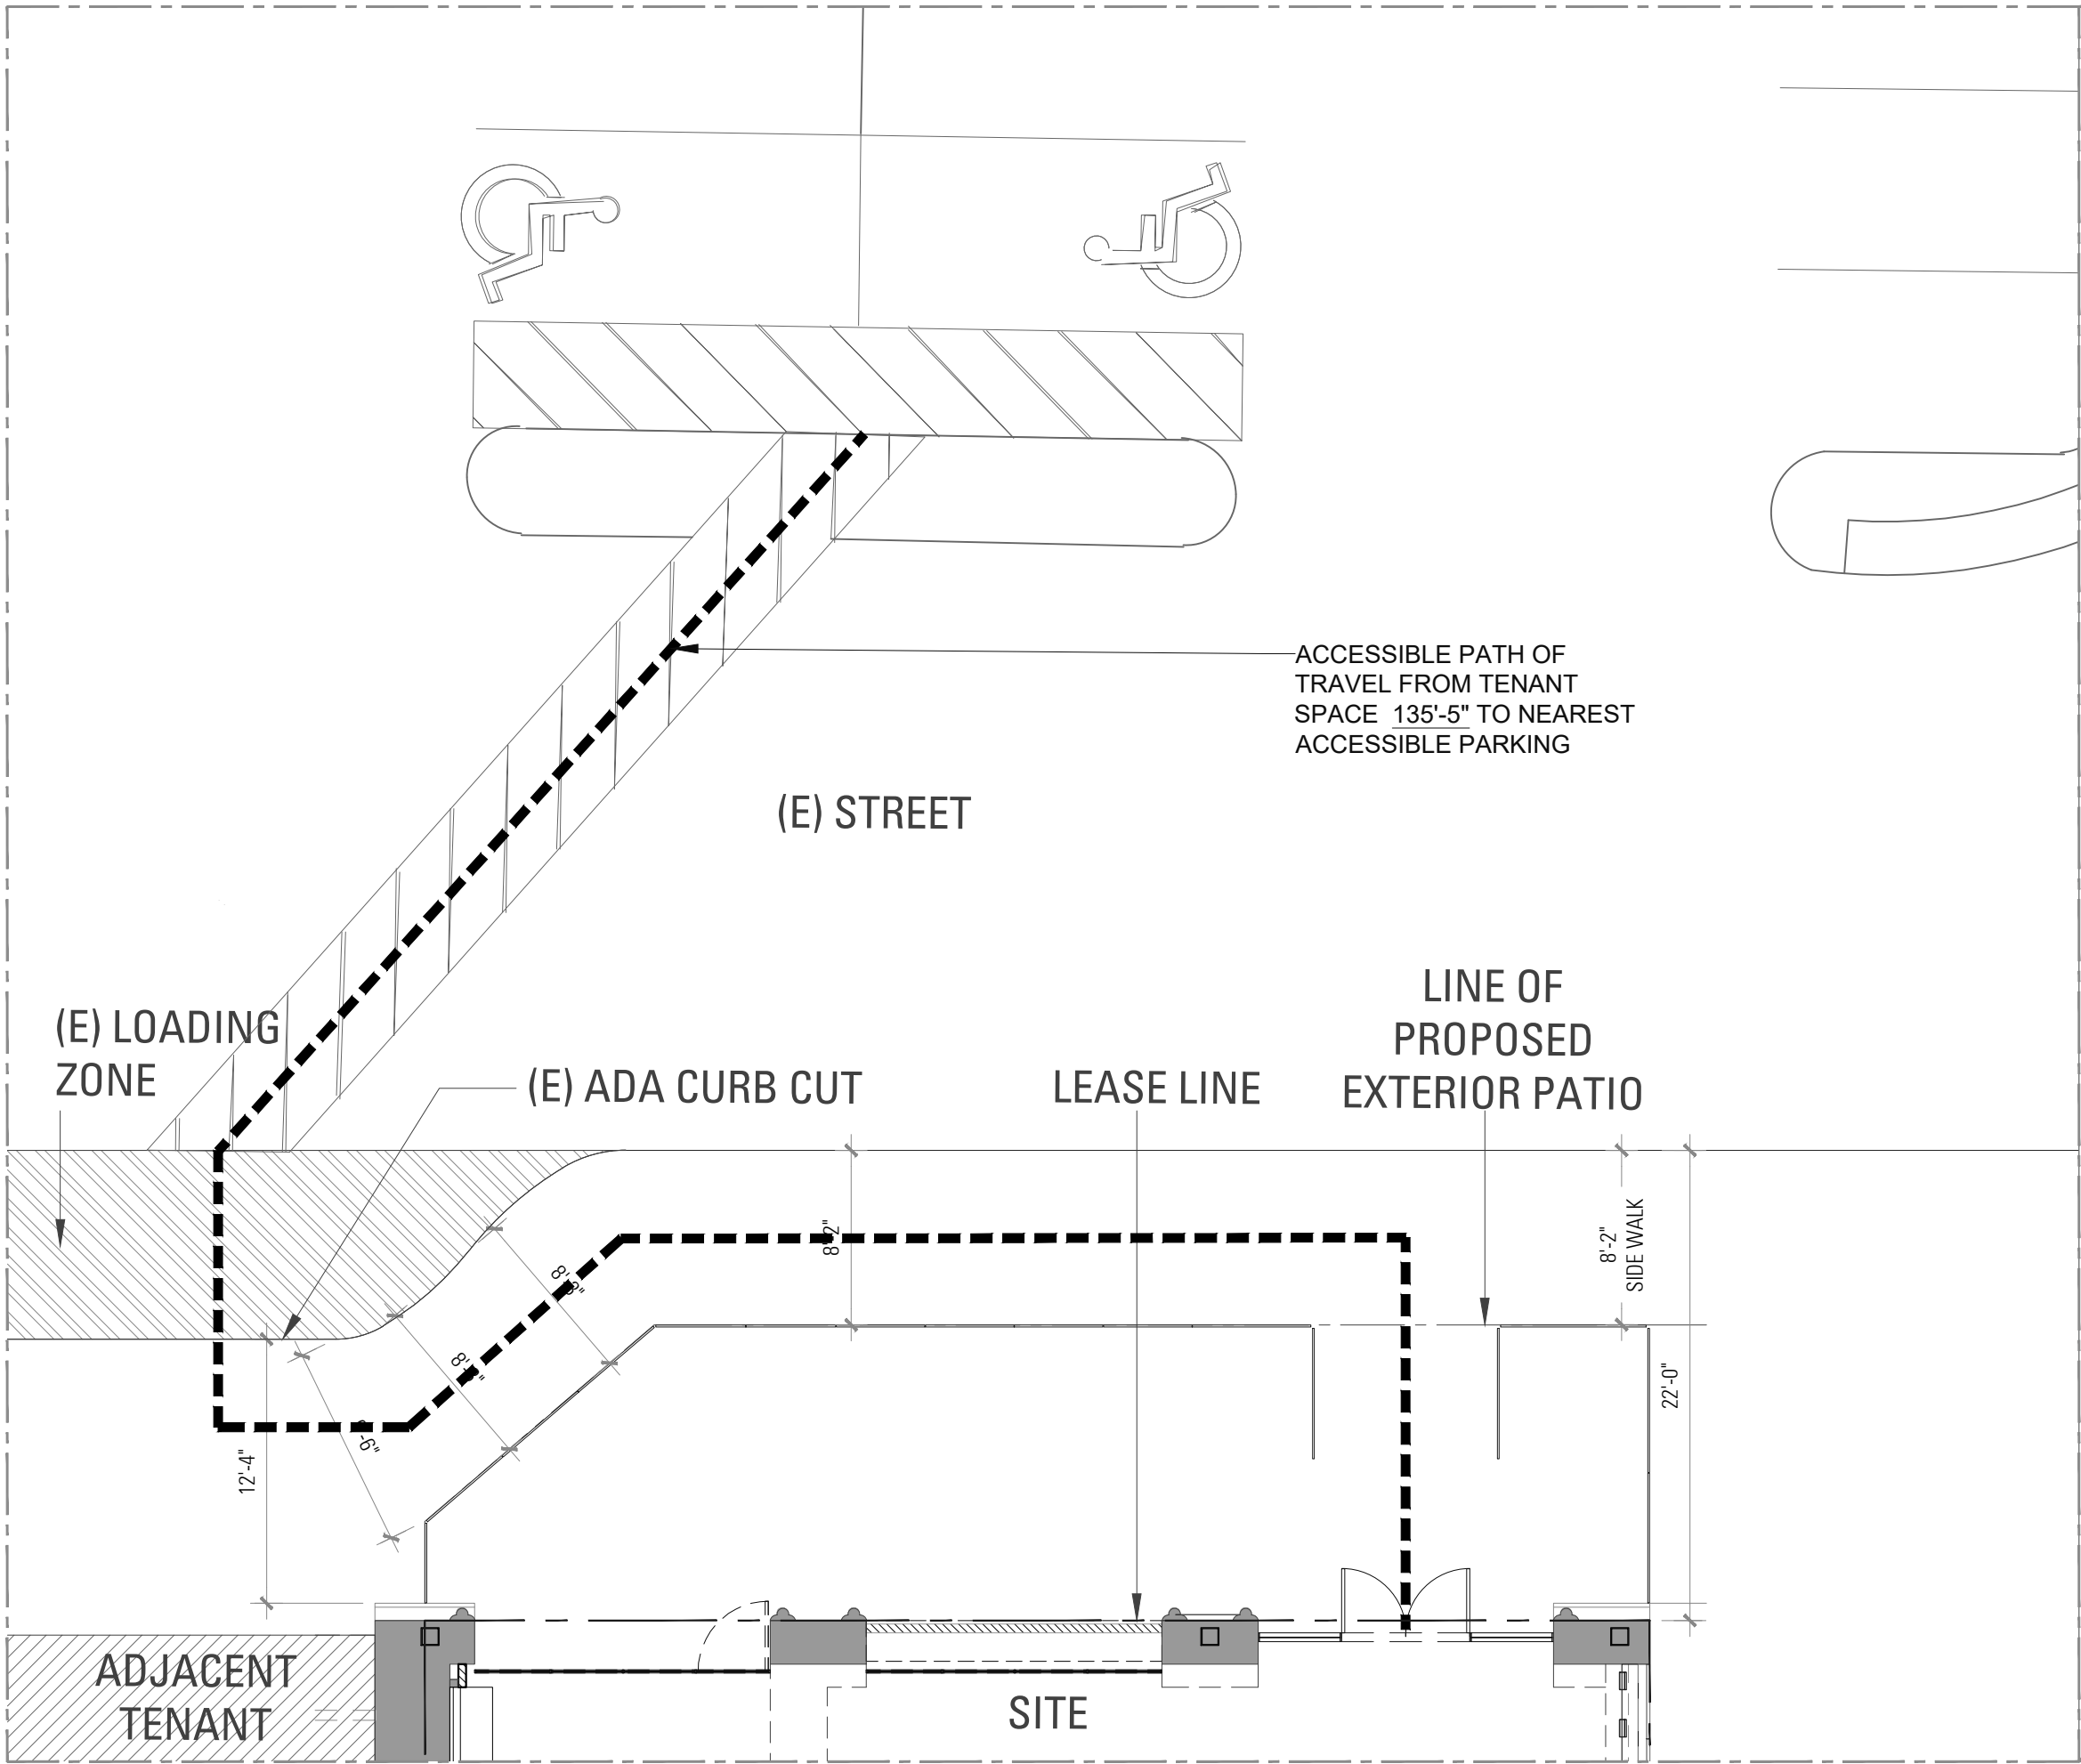 ACCESSIBLE PATH OF
TRAVEL FROM TENANT
SPACE 135'-5" TO NEAREST
ACCESSIBLE PARKING
(E) STREET
(E) LOADING
ZONE
(E) ADA CURB CUT
LEASE LINE
LINE OF
PROPOSED
EXTERIOR PATIO
8'-2"
8'-2"
SIDE WALK
22'-0"
12'-4"
ADJACENT
TENANT
SITE